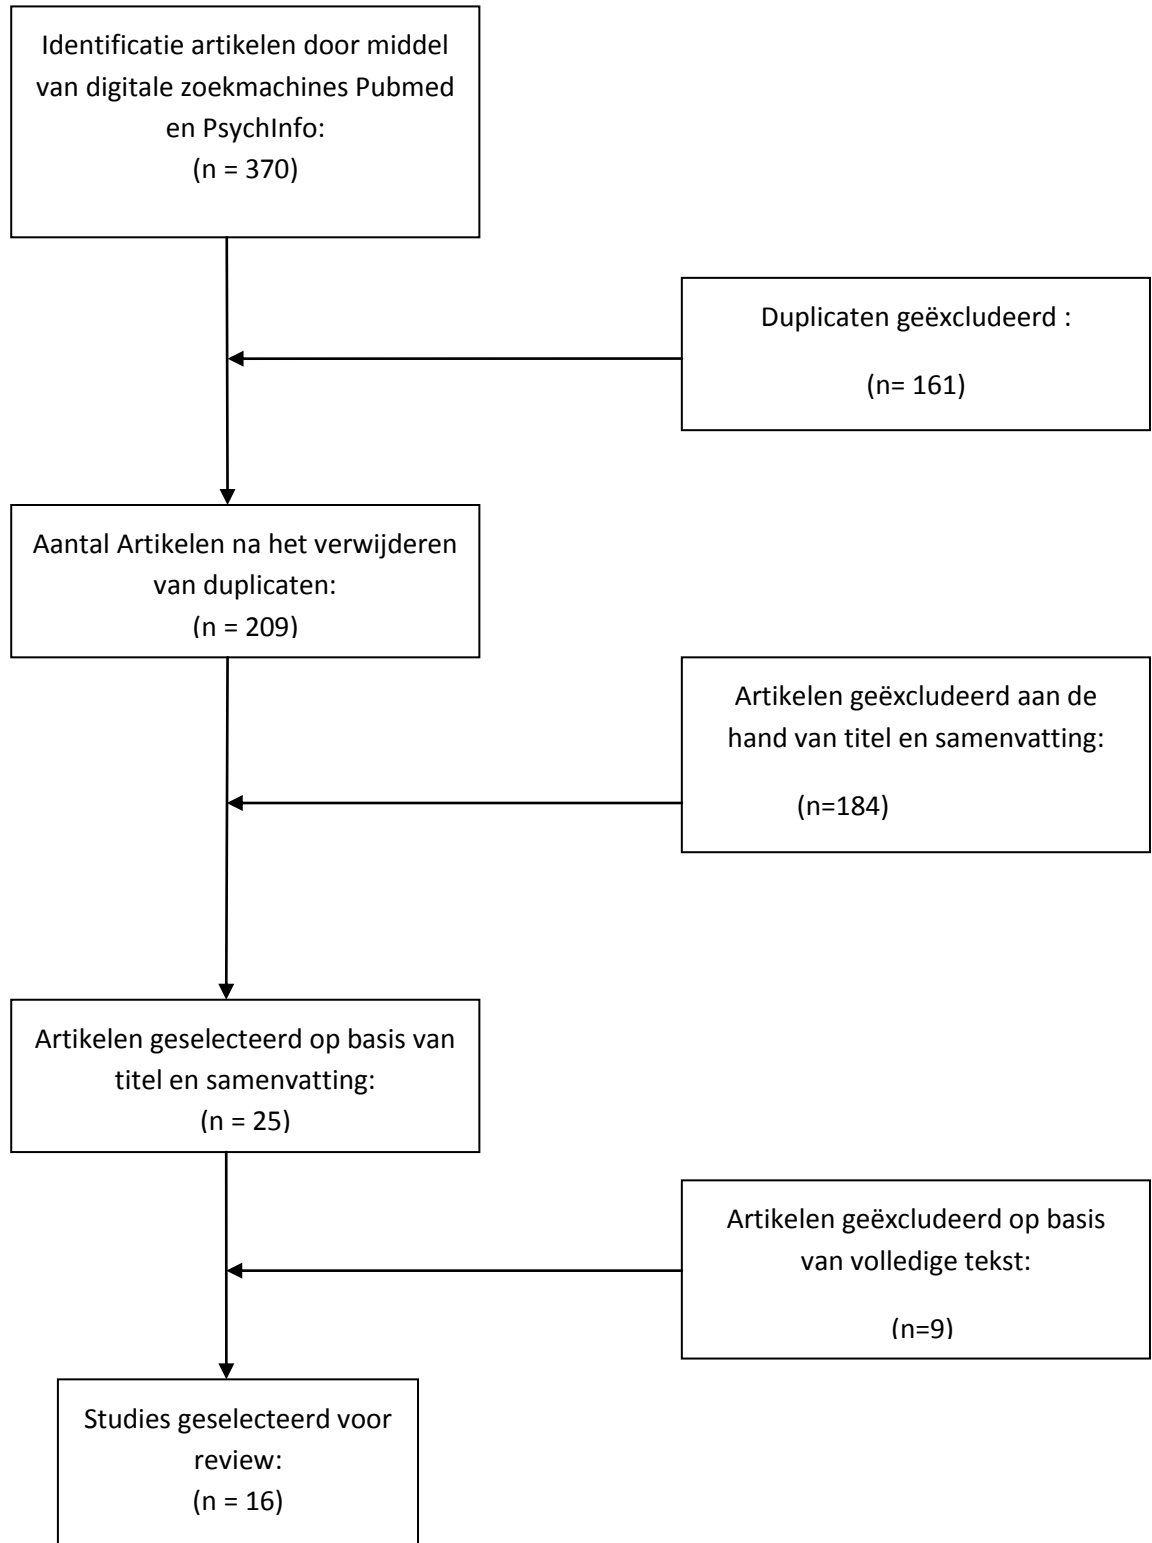 Identificatie artikelen door middel
van digitale zoekmachines Pubmed
en PsychInfo:
(n = 370)
Duplicaten geëxcludeerd :
(n= 161)
Aantal Artikelen na het verwijderen
van duplicaten:
(n = 209)
Artikelen geëxcludeerd aan de
hand van titel en samenvatting:
(n=184)
Artikelen geselecteerd op basis van
titel en samenvatting:
(n = 25)
Artikelen geëxcludeerd op basis
van volledige tekst:
(n=9)
Studies geselecteerd voor
review:
(n = 16)